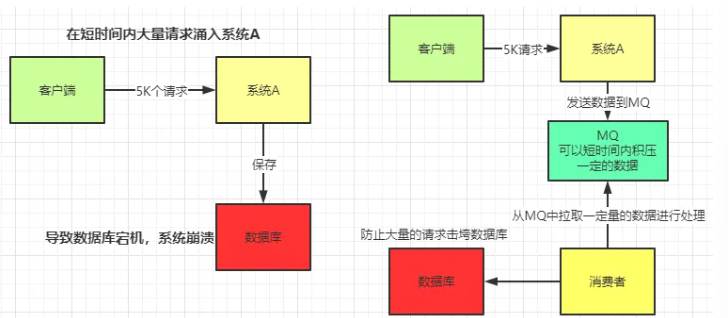 在短时间内大量请求涌入系统A
客户端
5K个请求
系统A
保存
导致数据库宕机，系统崩溃
数据库
客户端
5K请求
系统A
发送数据到MQ
MQ
可以短时间内积压
一定的数据
从MQ中拉取一定量的数据进行处理
防止大量的请求击垮数据库
数据库
消费者